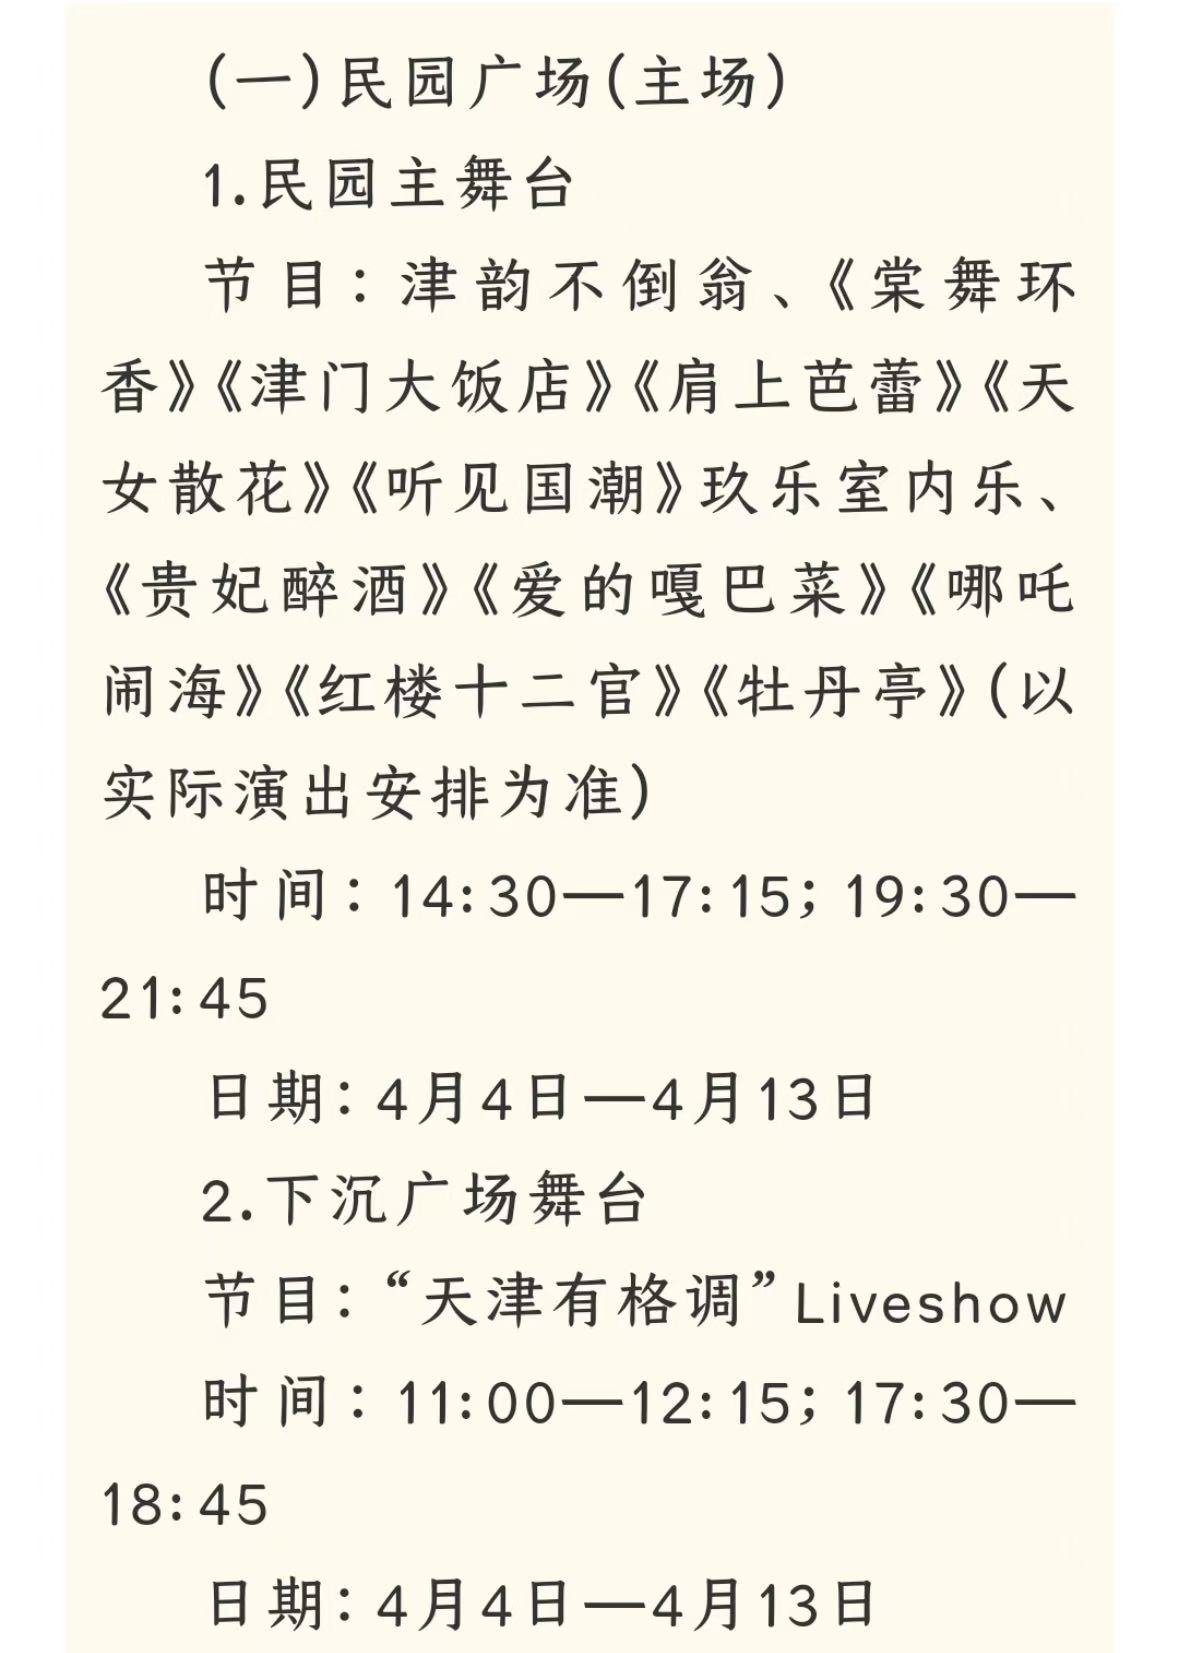 (一)民园广场(主场)
1.民园主舞台
节目：津韵不倒翁、《棠舞环
香》《津门大饭店》《肩上芭蕾》《天
女散花》《听见国潮》玖乐室内乐、
《贵妃醉酒》《爱的嘎巴菜》《哪吒
闹海》《红楼十二官》《牡丹亭》(以
实际演出安排为准)
时间：14:30—17:15；19:30—
21:45
日期：4月4日—4月13日
2.下沉广场舞台
节目：“天津有格调”Liveshow
时间：11:00—12:15；17:30—
18:45
日期：4月4日—4月13日